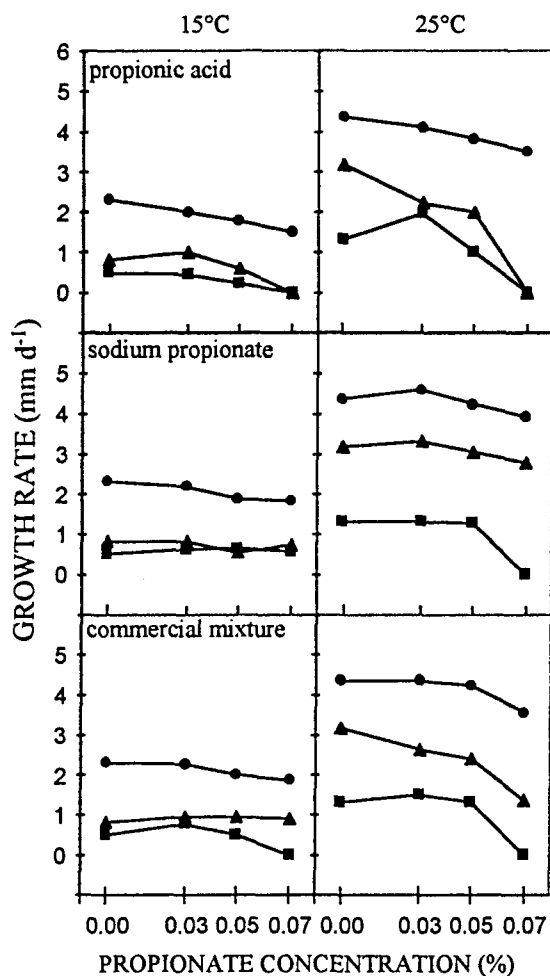 15°C 25°C
propionic acid
6
5
4
3
2
1
0
sodium propionate
5
4
3
2
1
0
commercial mixture
5
4
3
2
1
0
GROWTH RATE (mm d-1)
0.00 0.03 0.05 0.07 0.00 0.03 0.05 0.07
PROPIONATE CONCENTRATION (%)